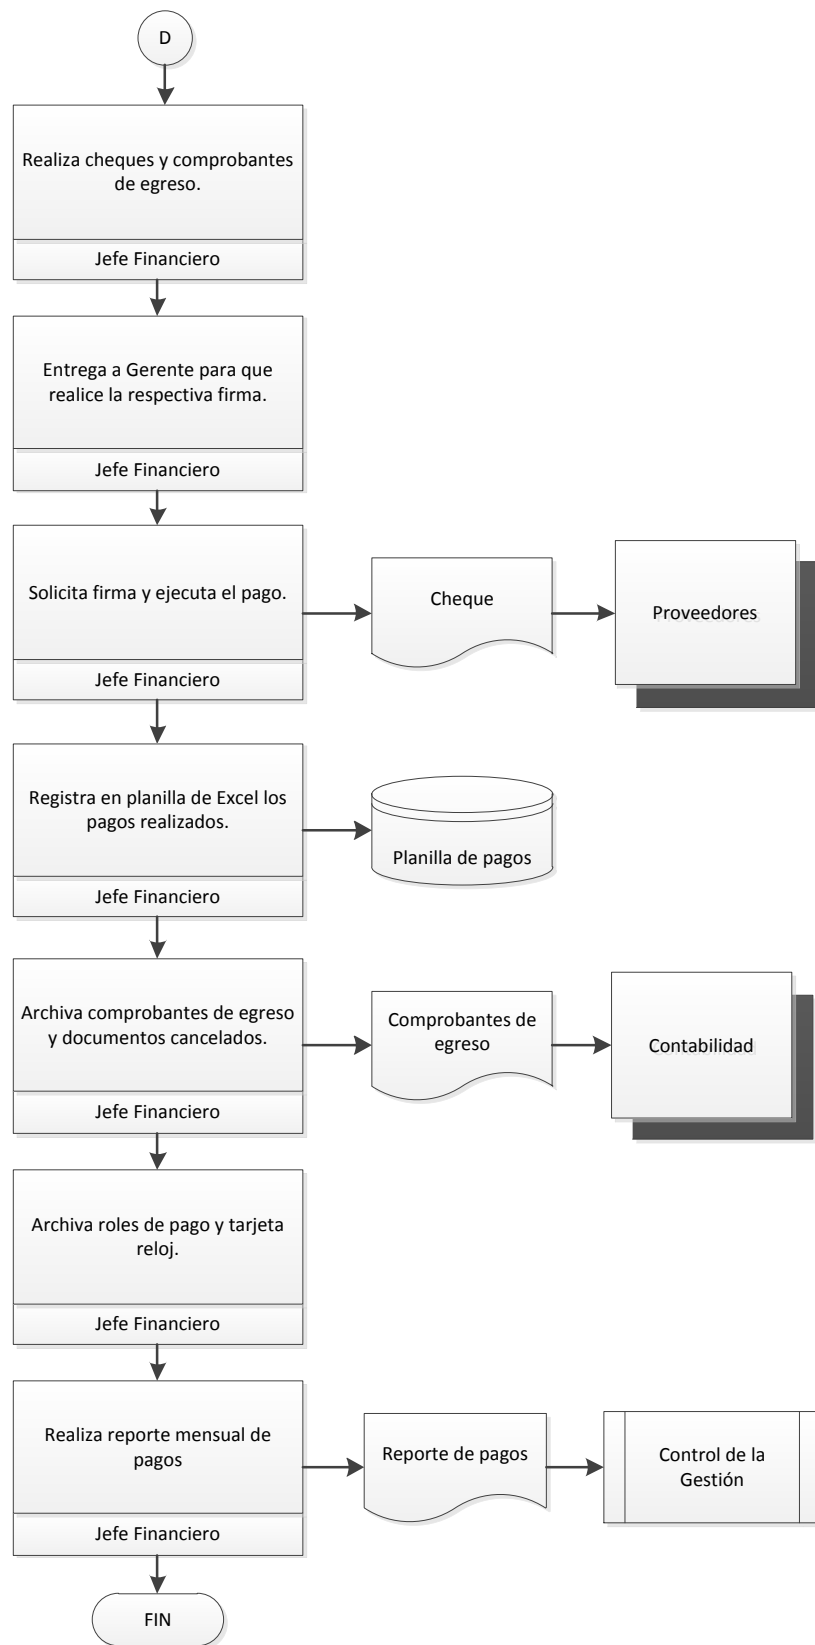 D
Realiza cheques y comprobantes
de egreso.
Jefe Financiero
Entrega a Gerente para que
realice la respectiva firma.
Jefe Financiero
Solicita firma y ejecuta el pago.
Jefe Financiero
Cheque
Proveedores
Registra en planilla de Excel los
pagos realizados.
Jefe Financiero
Planilla de pagos
Archiva comprobantes de egreso
y documentos cancelados.
Jefe Financiero
Comprobantes de
egreso
Contabilidad
Archiva roles de pago y tarjeta
reloj.
Jefe Financiero
Realiza reporte mensual de
pagos
Jefe Financiero
Reporte de pagos
Control de la
Gestión
FIN